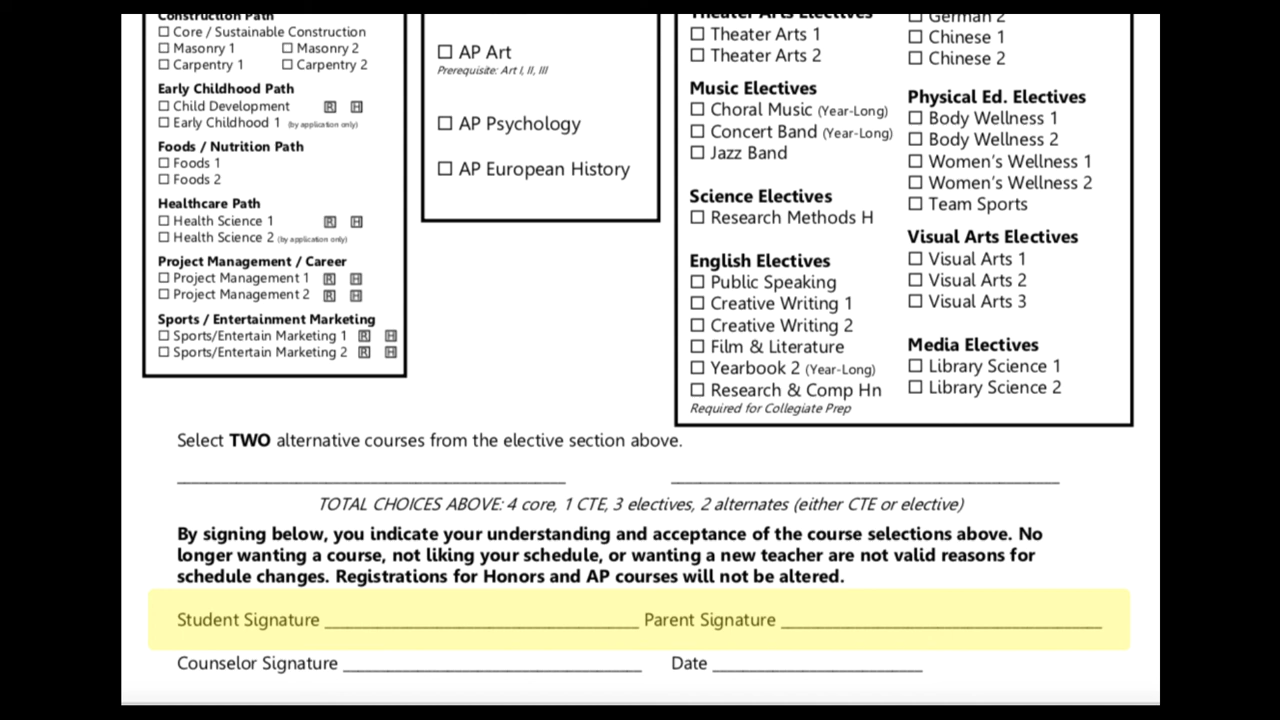 Construction Path
☐ Core / Sustainable Construction
☐ Masonry 1 ☐ Masonry 2
☐ Carpentry 1 ☐ Carpentry 2
Early Childhood Path
☐ Child Development R H
☐ Early Childhood 1 (by application only)
Foods / Nutrition Path
☐ Foods 1
☐ Foods 2
Healthcare Path
☐ Health Science 1 R H
☐ Health Science 2 (by application only)
Project Management / Career
☐ Project Management 1 R H
☐ Project Management 2 R H
Sports / Entertainment Marketing
☐ Sports/Entertain Marketing 1 R H
☐ Sports/Entertain Marketing 2 R H
☐ AP Art
Prerequisite: Art I, II, III
☐ AP Psychology
☐ AP European History
Theater Arts Electives
☐ Theater Arts 1
☐ Theater Arts 2
Music Electives
☐ Choral Music (Year-Long)
☐ Concert Band (Year-Long)
☐ Jazz Band
Science Electives
☐ Research Methods H
English Electives
☐ Public Speaking
☐ Creative Writing 1
☐ Creative Writing 2
☐ Film & Literature
☐ Yearbook 2 (Year-Long)
☐ Research & Comp Hn
Required for Collegiate Prep
☐ German 2
☐ Chinese 1
☐ Chinese 2
Physical Ed. Electives
☐ Body Wellness 1
☐ Body Wellness 2
☐ Women's Wellness 1
☐ Women's Wellness 2
☐ Team Sports
Visual Arts Electives
☐ Visual Arts 1
☐ Visual Arts 2
☐ Visual Arts 3
Media Electives
☐ Library Science 1
☐ Library Science 2
Select TWO alternative courses from the elective section above.
TOTAL CHOICES ABOVE: 4 core, 1 CTE, 3 electives, 2 alternates (either CTE or elective)
By signing below, you indicate your understanding and acceptance of the course selections above. No
longer wanting a course, not liking your schedule, or wanting a new teacher are not valid reasons for
schedule changes. Registrations for Honors and AP courses will not be altered.
Student Signature ____ Parent Signature ____
Counselor Signature ____ Date ____